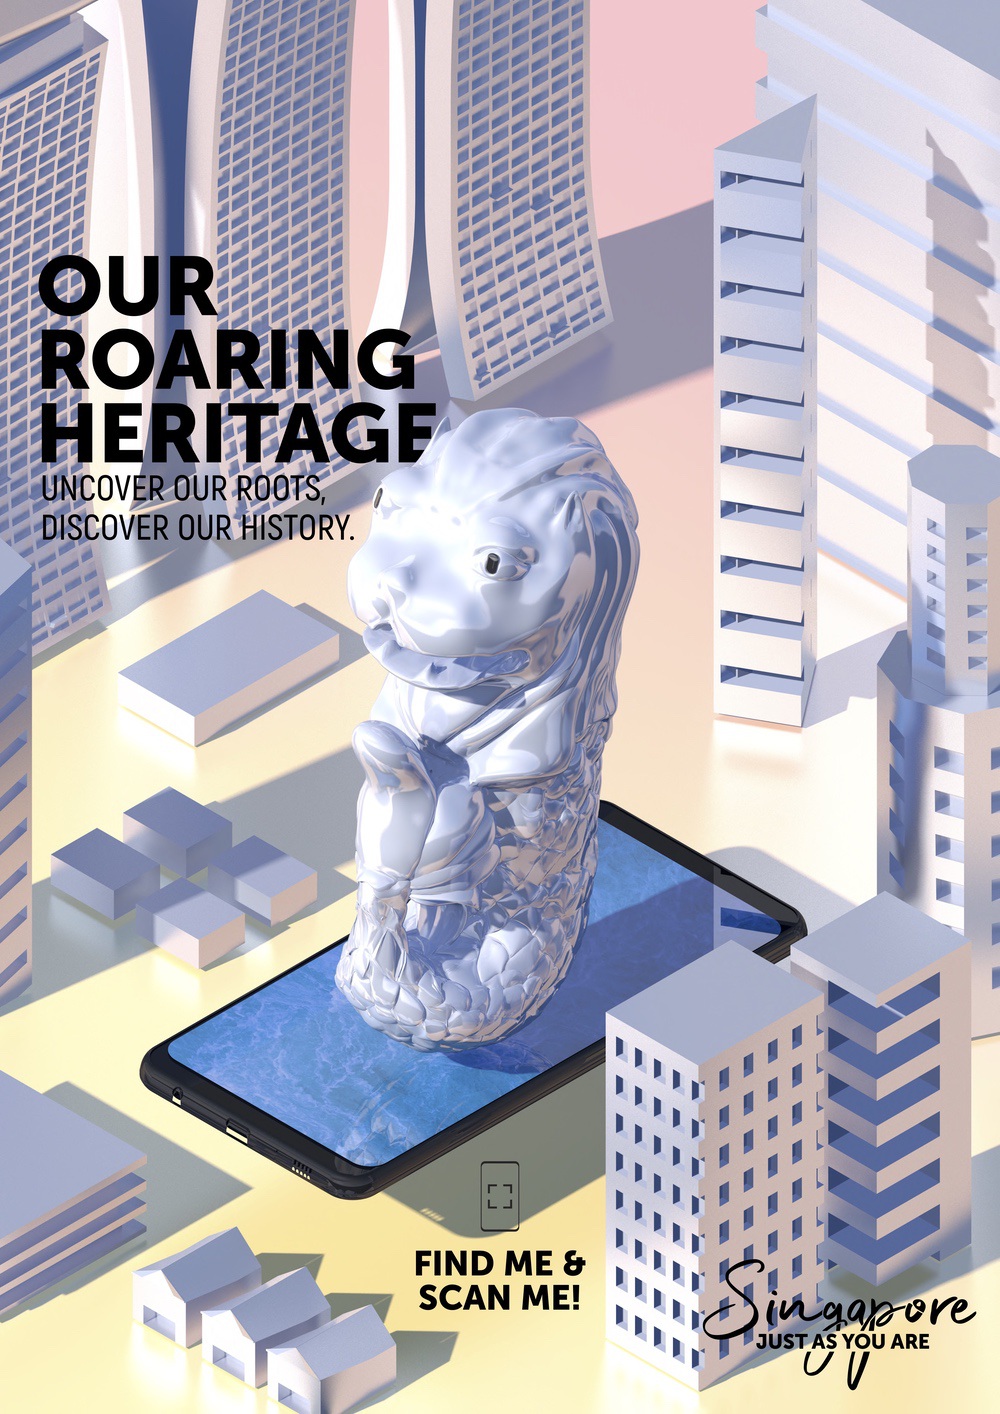 OUR
ROARING
HERITAGE
UNCOVER OUR ROOTS,
DISCOVER OUR HISTORY.
FIND ME &
SCAN ME!
Singapore
JUST AS YOU ARE